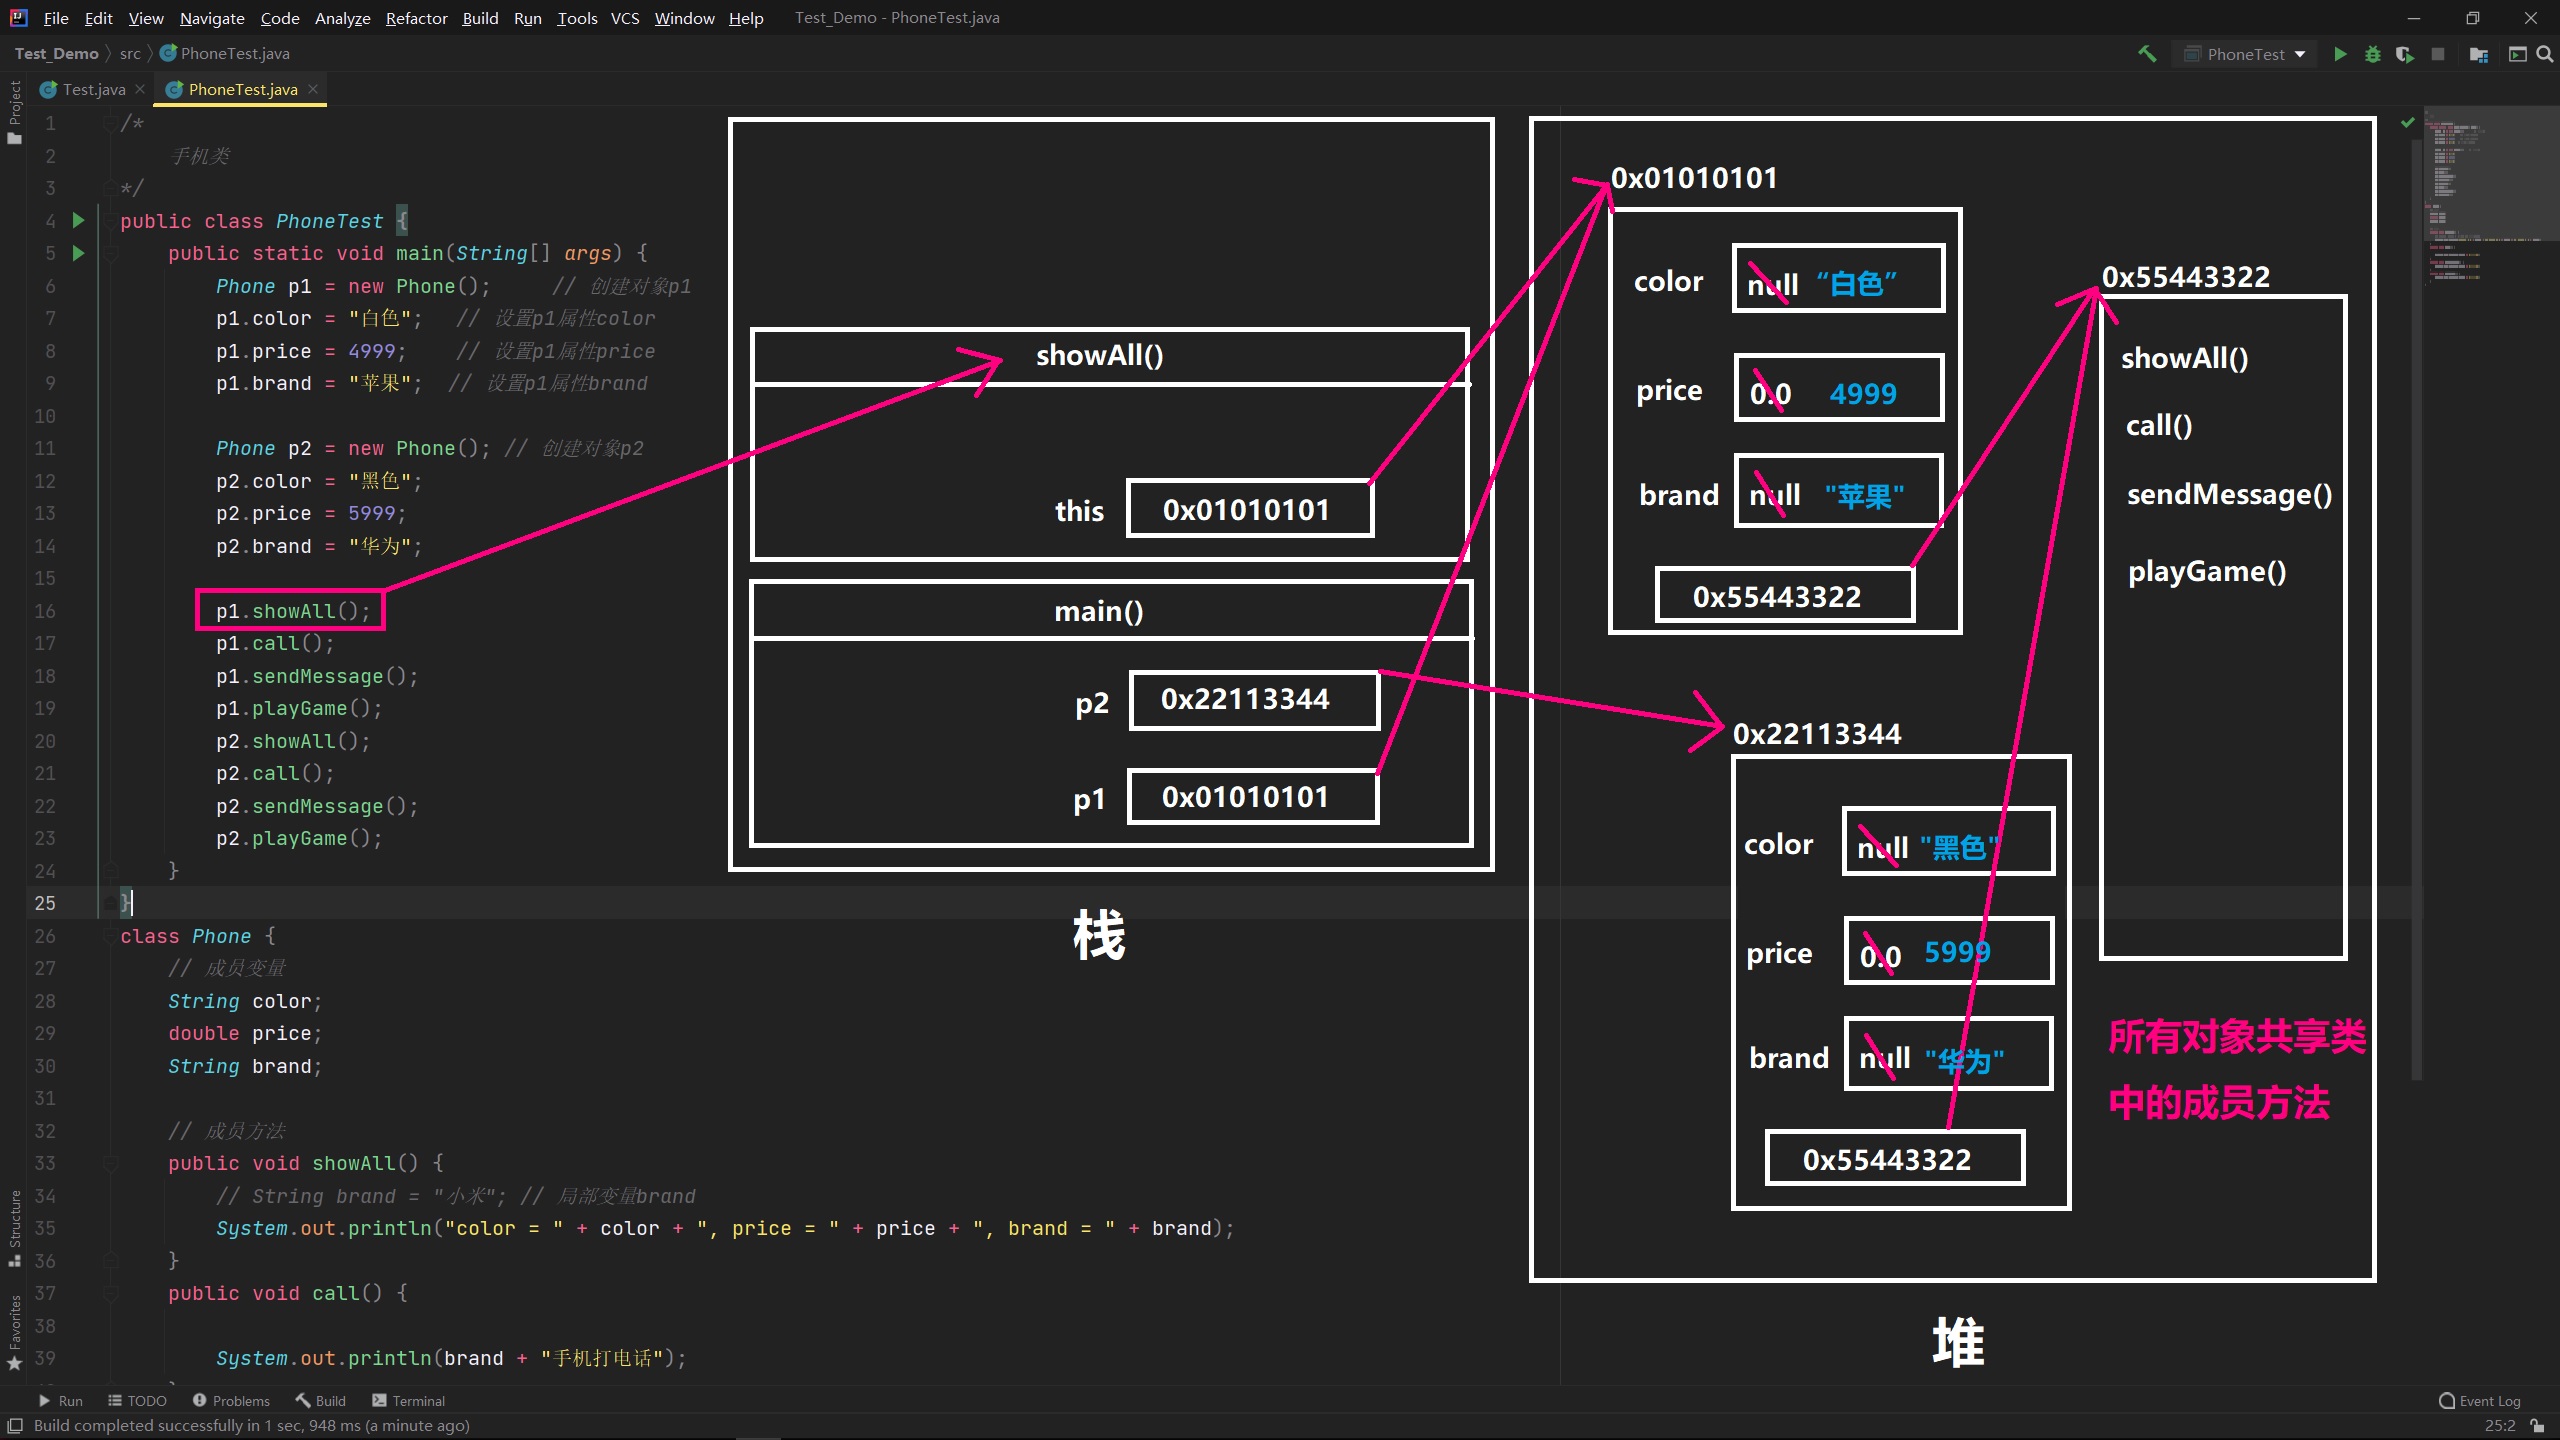 File Edit View Navigate Code Analyze Refactor Build Run Tools VCS Window Help Test_Demo - PhoneTest.java
Test_Demo src PhoneTest.java
PhoneTest
Project
Test.java
PhoneTest.java
1 /*
2 手机类
3 */
4 public class PhoneTest {
5 public static void main(String[] args) {
6 Phone p1 = new Phone(); // 创建对象p1
7 p1.color = "白色"; // 设置p1属性color
8 p1.price = 4999; // 设置p1属性price
9 p1.brand = "苹果"; // 设置p1属性brand
10
11 Phone p2 = new Phone(); // 创建对象p2
12 p2.color = "黑色";
13 p2.price = 5999;
14 p2.brand = "华为";
15
16 p1.showAll();
17 p1.call();
18 p1.sendMessage();
19 p1.playGame();
20 p2.showAll();
21 p2.call();
22 p2.sendMessage();
23 p2.playGame();
24 }
25 }
26 class Phone {
27 // 成员变量
28 String color;
29 double price;
30 String brand;
31
32 // 成员方法
33 public void showAll() {
34 // String brand = "小米"; // 局部变量brand
35 System.out.println("color = " + color + ", price = " + price + ", brand = " + brand);
36 }
37 public void call() {
38
39 System.out.println(brand + "手机打电话");
showAll()
this 0x01010101
main()
p2 0x22113344
p1 0x01010101
栈
0x01010101
color null “白色”
price 0.0 4999
brand null "苹果"
0x55443322
0x22113344
color null "黑色"
price 0.0 5999
brand null "华为"
0x55443322
0x55443322
showAll()
call()
sendMessage()
playGame()
所有对象共享类
中的成员方法
堆
Structure
Favorites
Run TODO Problems Build Terminal Event Log
Build completed successfully in 1 sec, 948 ms (a minute ago) 25:2